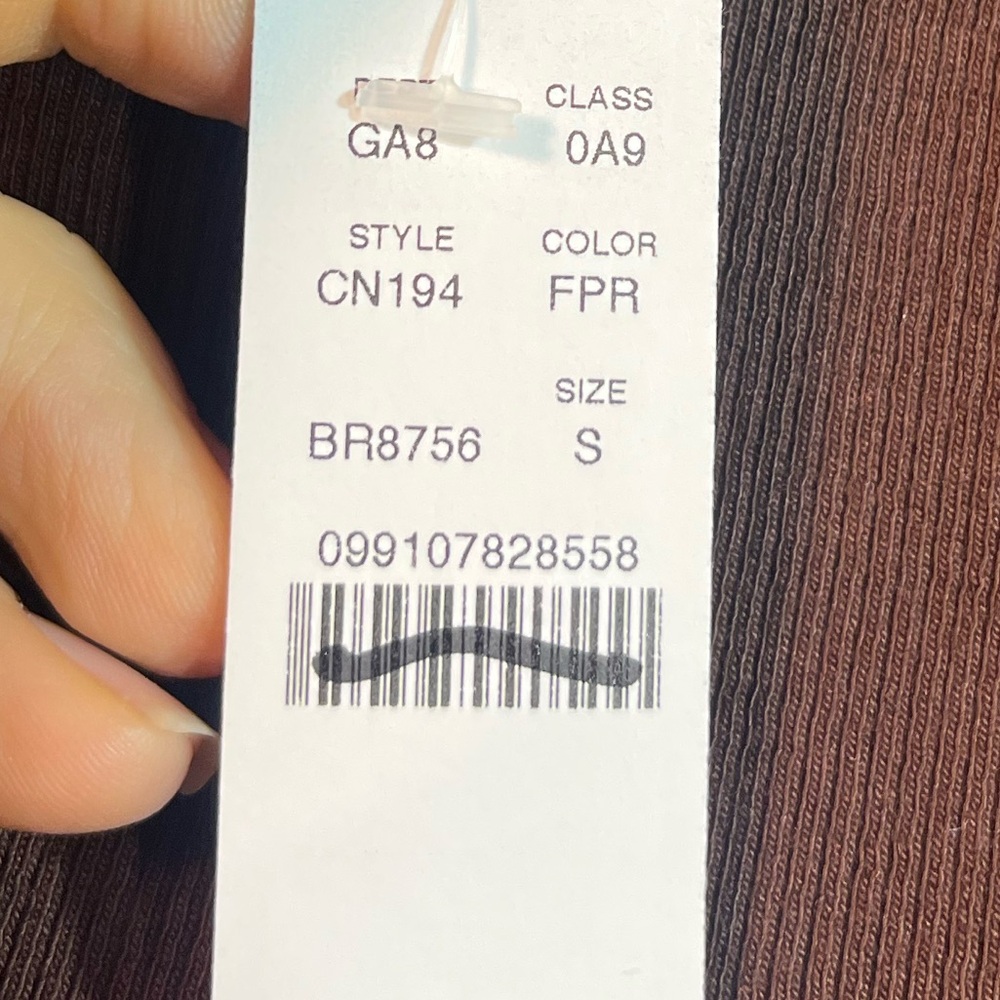 CLASS
GA8 0A9
STYLE COLOR
CN194 FPR
SIZE
BR8756 S
099107828558